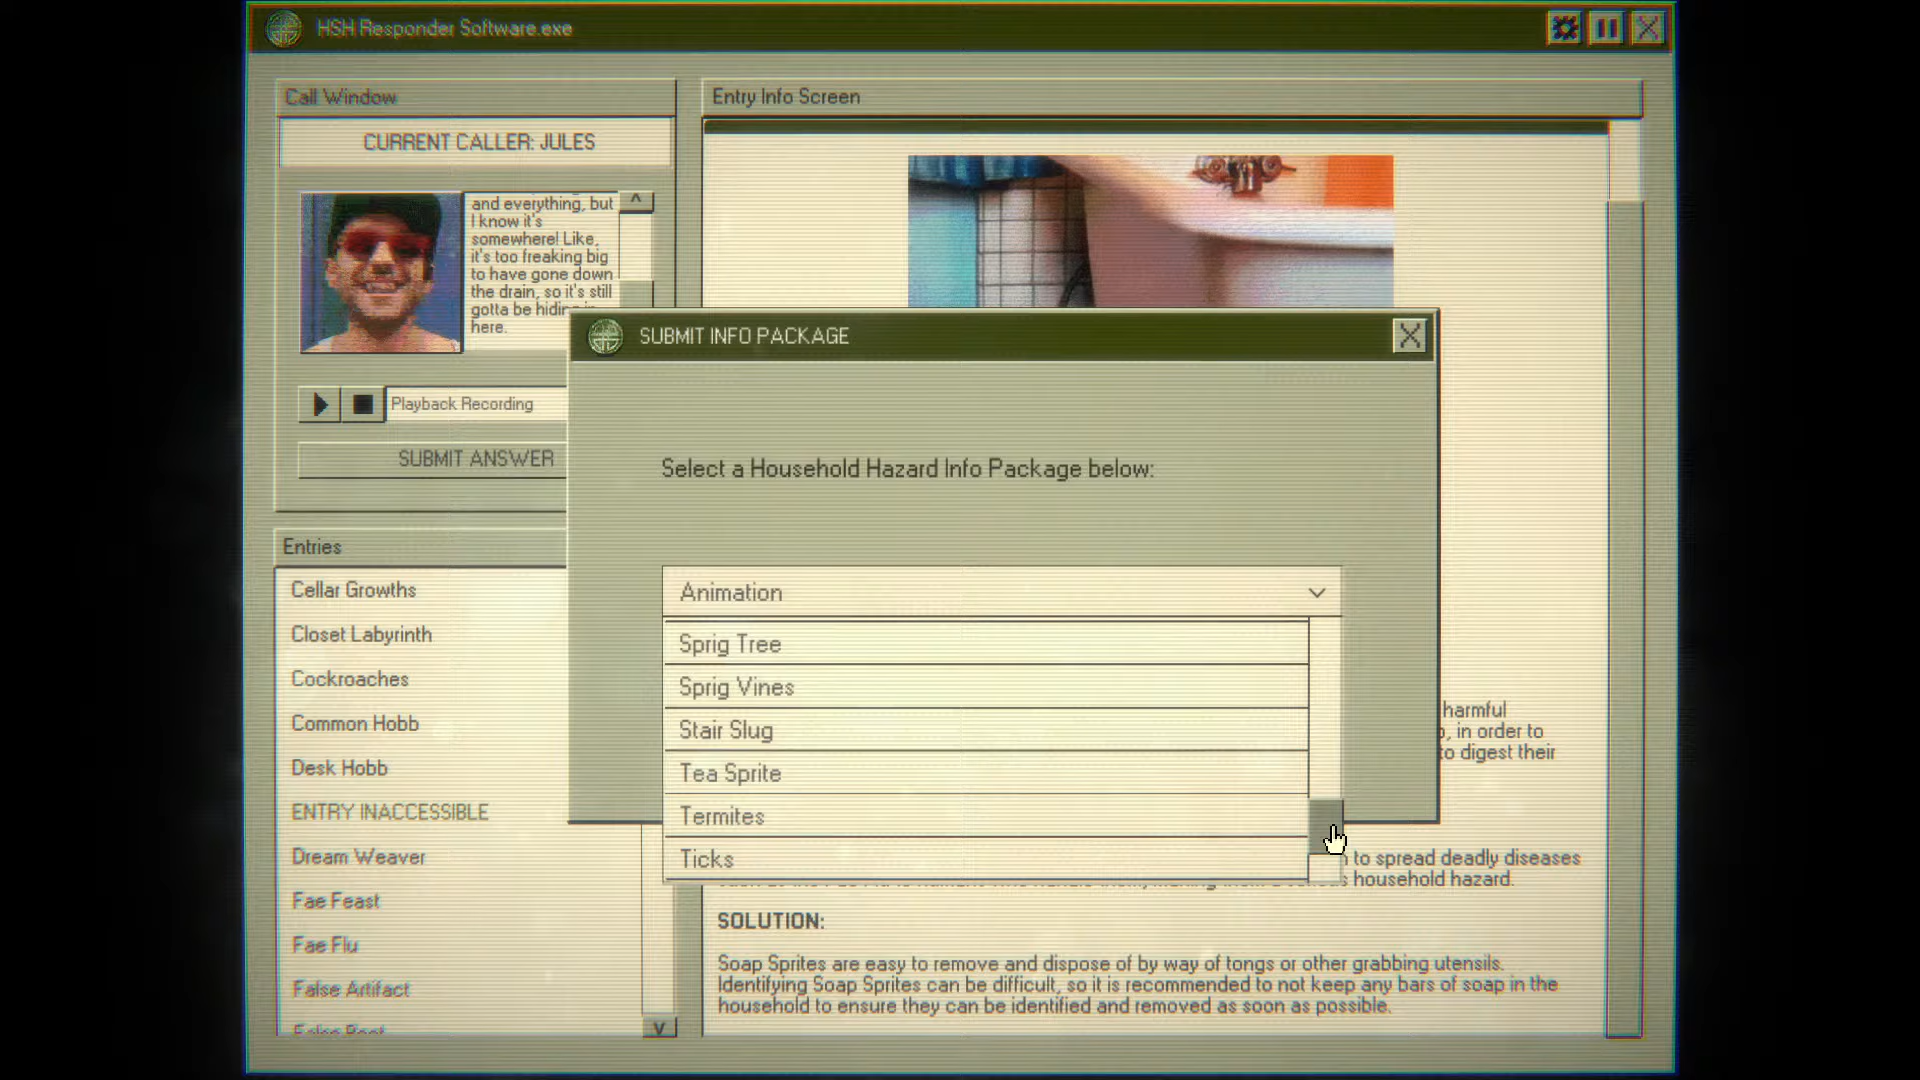 HSH Responder Software.exe
Call Window
CURRENT CALLER: JULES
and everything, but
I know it's
somewhere! Like,
it's too freaking big
to have gone down
the drain, so it's still
gotta be hiding in
here.
Playback Recording
SUBMIT ANSWER
Entries
Cellar Growths
Closet Labyrinth
Cockroaches
Common Hobb
Desk Hobb
ENTRY INACCESSIBLE
Dream Weaver
Fae Feast
Fae Flu
False Artifact
Entry Info Screen
SUBMIT INFO PACKAGE
Select a Household Hazard Info Package below:
Animation
Sprig Tree
Sprig Vines
Stair Slug
Tea Sprite
Termites
Ticks
harmful
, in order to
to digest their
to spread deadly diseases
household hazard.
SOLUTION:
Soap Sprites are easy to remove and dispose of by way of tongs or other grabbing utensils.
Identifying Soap Sprites can be difficult, so it is recommended to not keep any bars of soap in the
household to ensure they can be identified and removed as soon as possible.